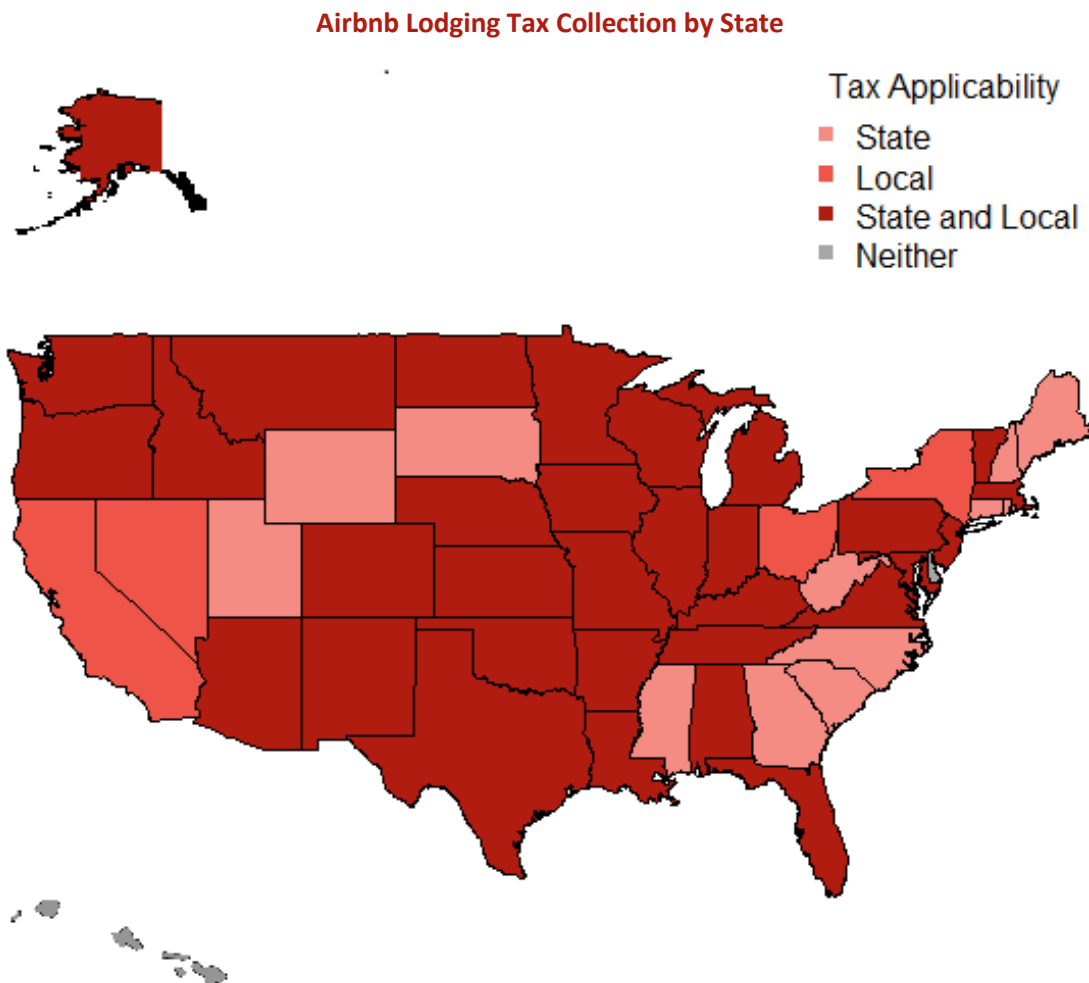 Airbnb Lodging Tax Collection by State
Tax Applicability
State
Local
State and Local
Neither